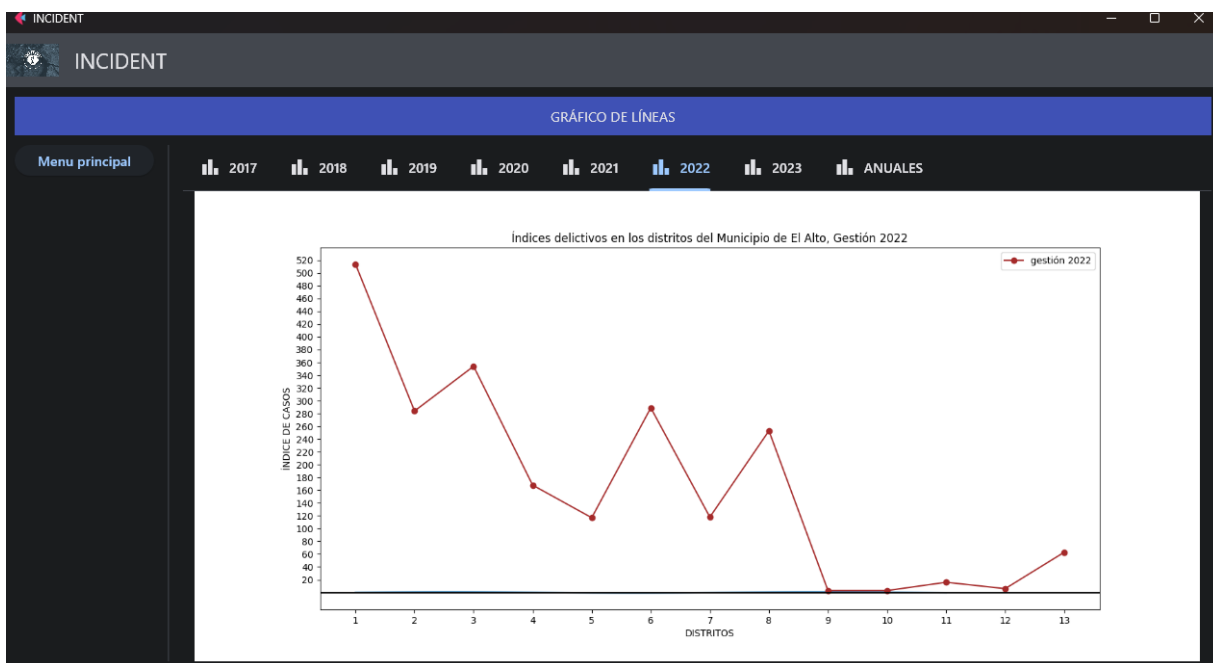 INCIDENT
INCIDENT
GRÁFICO DE LÍNEAS
Menu principal
2017 2018 2019 2020 2021 2022 2023 ANUALES
Índices delictivos en los distritos del Municipio de El Alto, Gestión 2022
gestión 2022
520
500
480
460
440
420
400
380
360
340
320
300
280
260
240
220
200
180
160
140
120
100
80
60
40
20
ÍNDICE DE CASOS
1 2 3 4 5 6 7 8 9 10 11 12 13
DISTRITOS